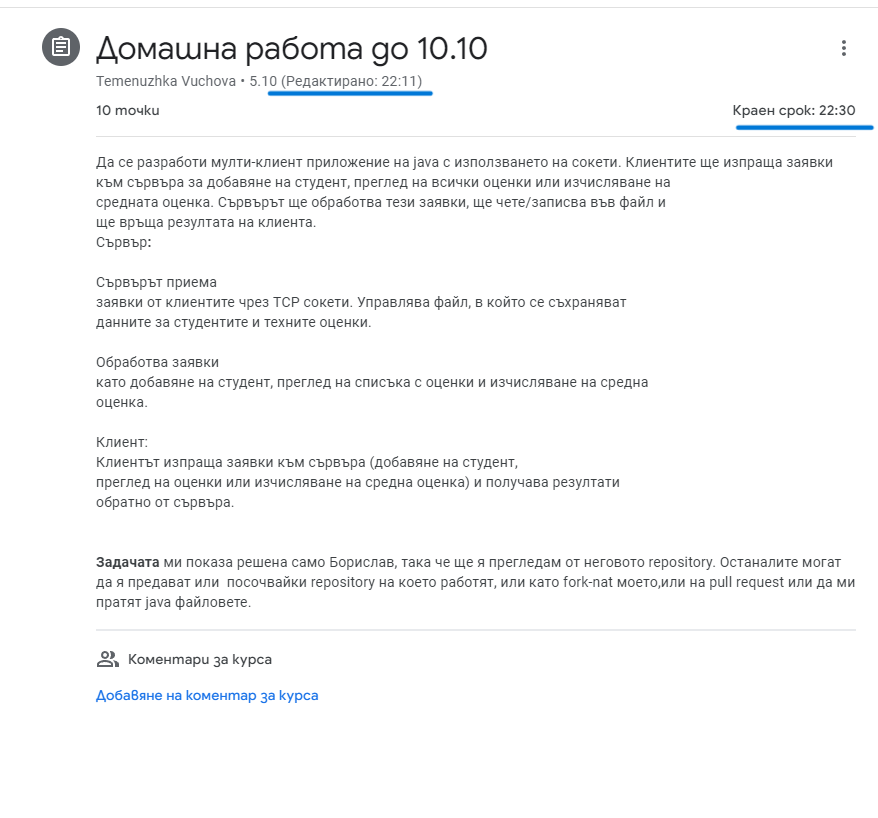 Домашна работа до 10.10
Temenuzhka Vuchova • 5.10 (Редактирано: 22:11)
10 точки
Краен срок: 22:30
Да се разработи мулти-клиент приложение на java с използването на сокети. Клиентите ще изпраща заявки
към сървъра за добавяне на студент, преглед на всички оценки или изчисляване на
средната оценка. Сървърът ще обработва тези заявки, ще чете/записва във файл и
ще връща резултата на клиента.
Сървър:
Сървърът приема
заявки от клиентите чрез TCP сокети. Управлява файл, в който се съхраняват
данните за студентите и техните оценки.
Обработва заявки
като добавяне на студент, преглед на списъка с оценки и изчисляване на средна
оценка.
Клиент:
Клиентът изпраща заявки към сървъра (добавяне на студент,
преглед на оценки или изчисляване на средна оценка) и получава резултати
обратно от сървъра.
Задачата ми показа решена само Борислав, така че ще я прегледам от неговото repository. Останалите могат
да я предават или посочвайки repository на което работят, или като fork-nat моето,или на pull request или да ми
пратят java файловете.
Коментари за курса
Добавяне на коментар за курса